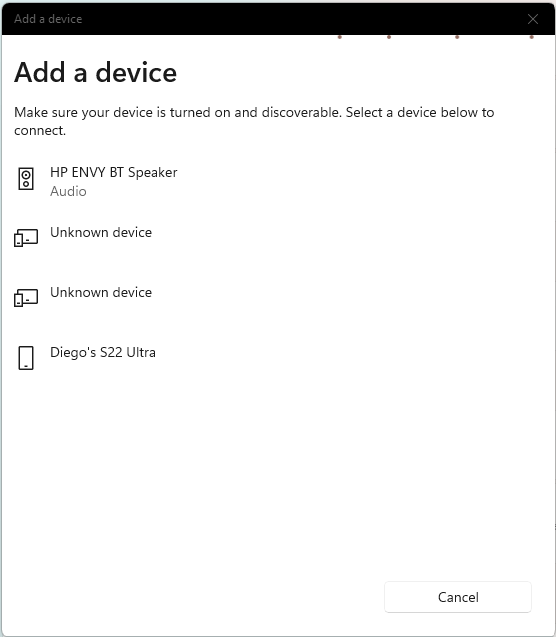 Add a device
Add a device
Make sure your device is turned on and discoverable. Select a device below to
connect.
HP ENVY BT Speaker
Audio
Unknown device
Unknown device
Diego's S22 Ultra
Cancel